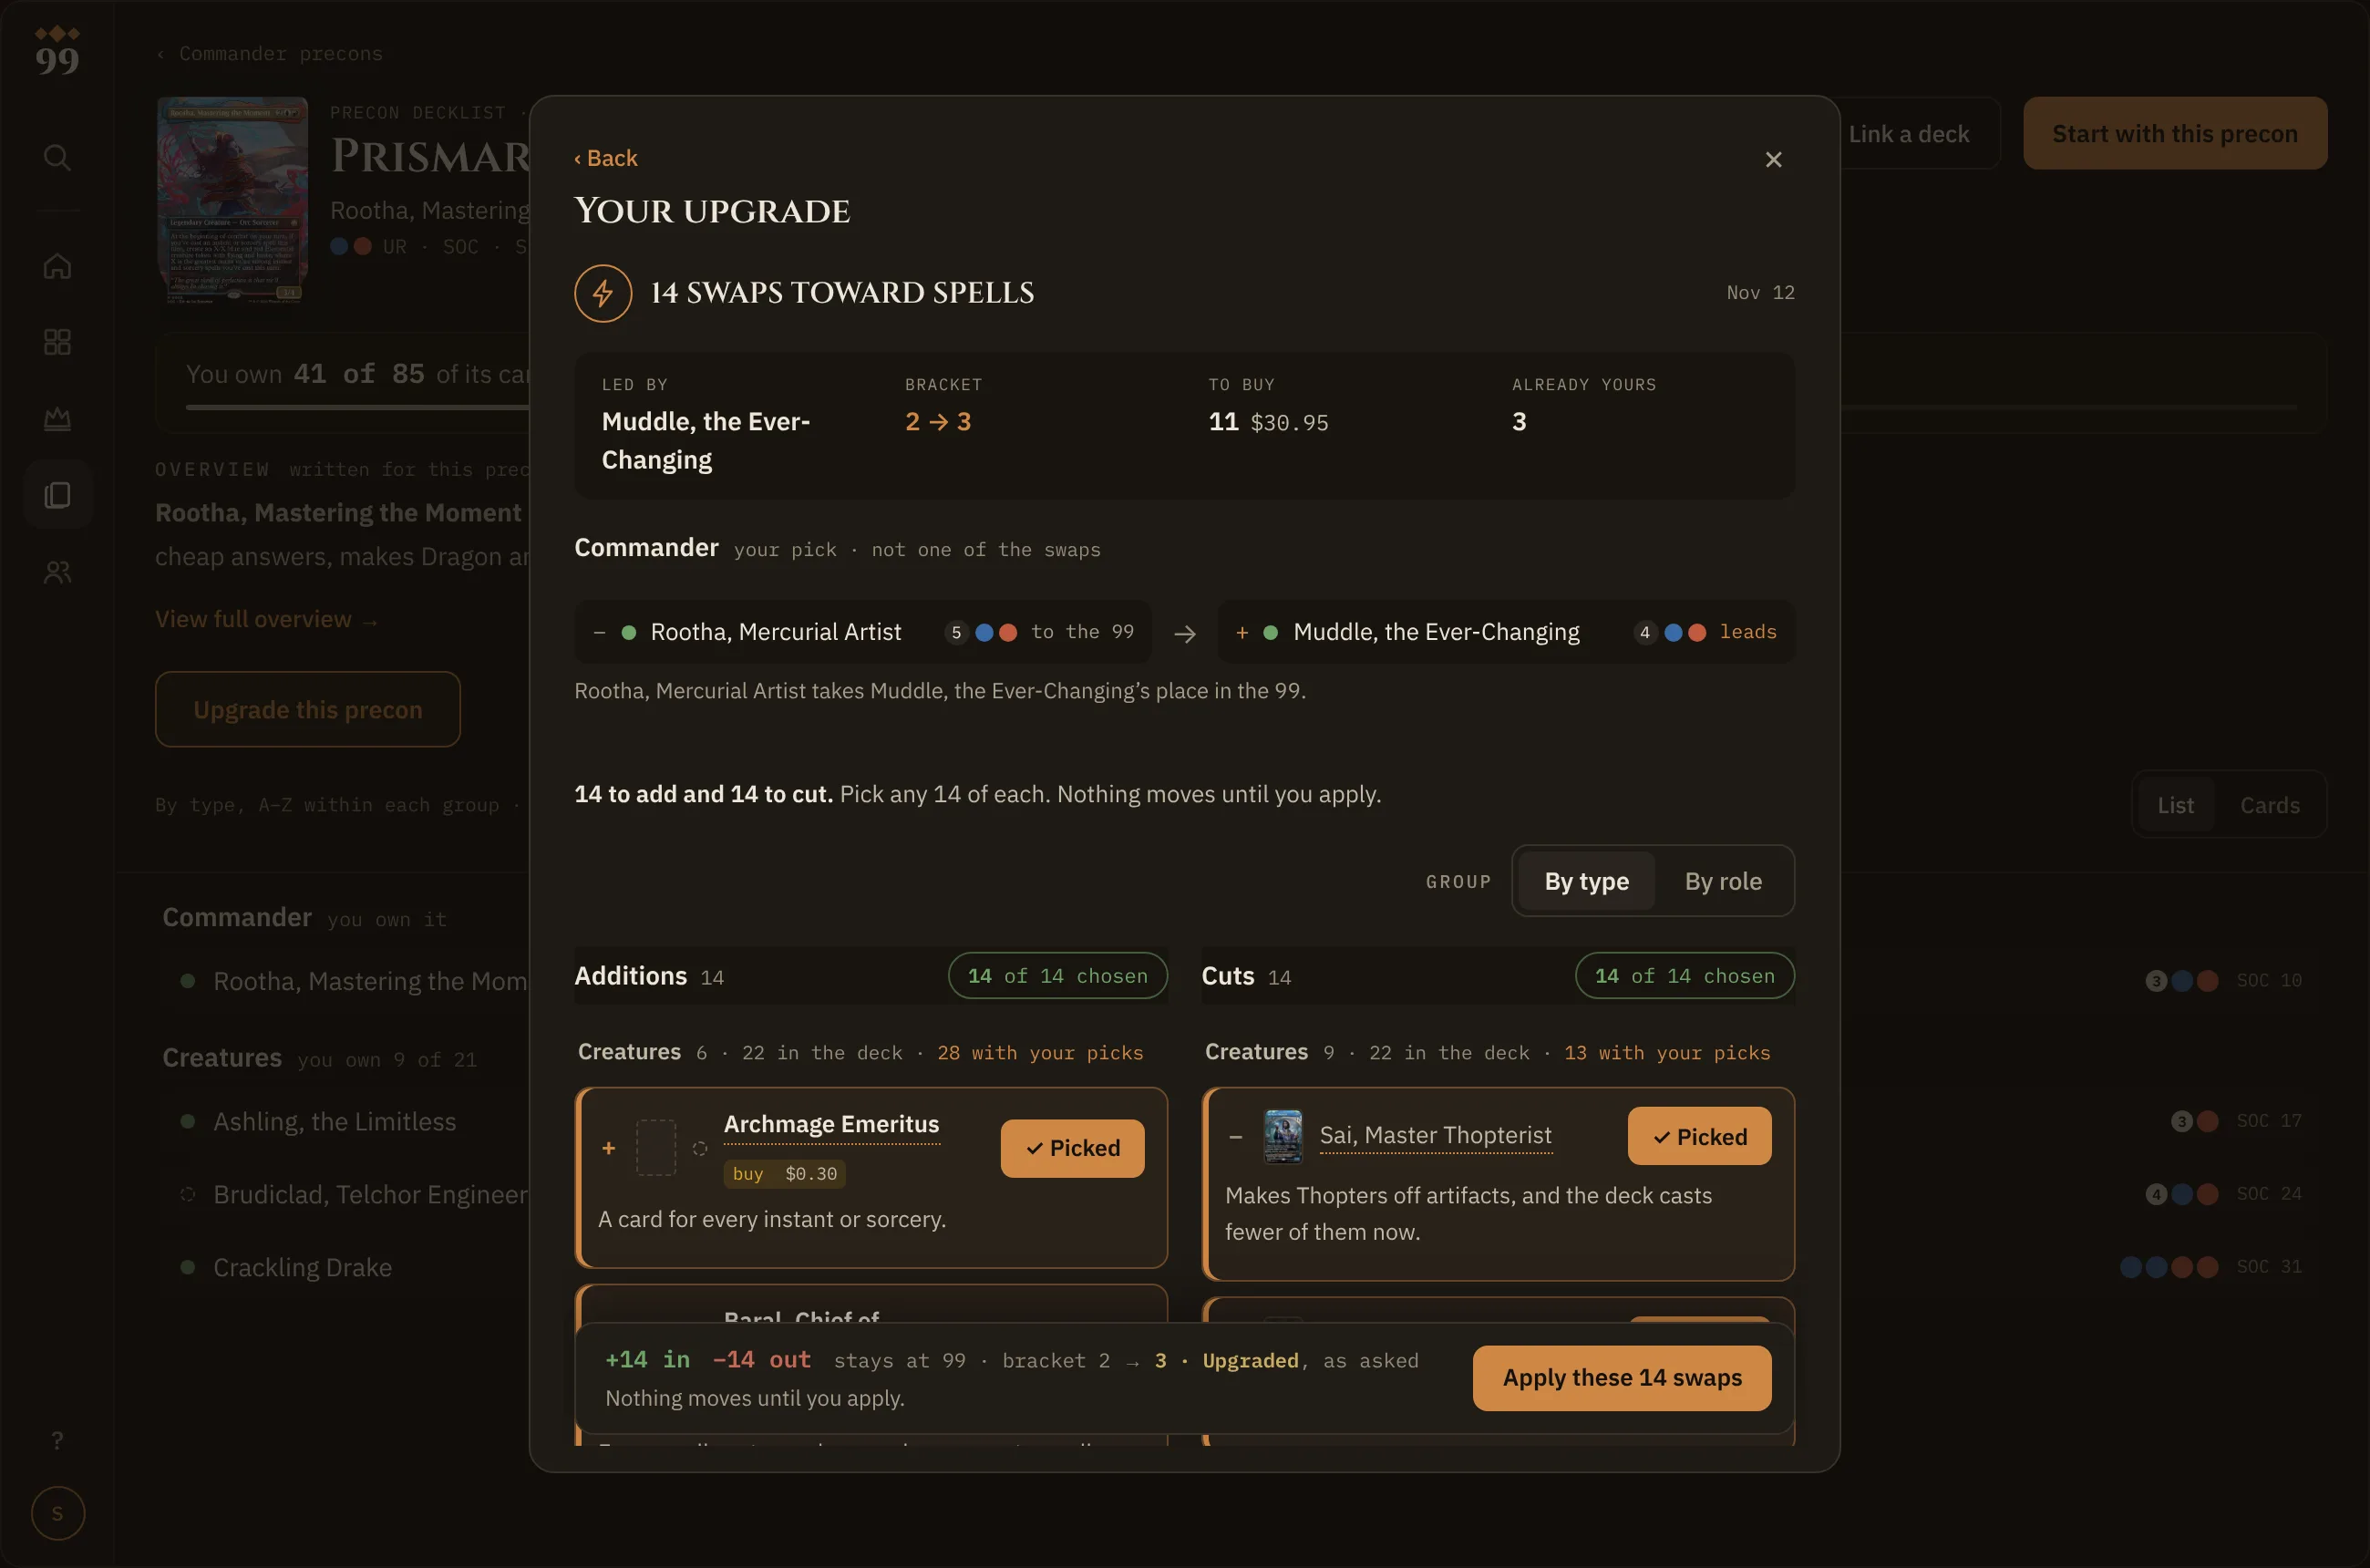 99
‹ Commander precons
PRECON DECKLIST ·
PRISMAR
Rootha, Mastering
UR · SOC · S
Link a deck
Start with this precon
You own 41 of 85 of its car
OVERVIEW written for this prec
Rootha, Mastering the Moment
cheap answers, makes Dragon an
View full overview →
Upgrade this precon
By type, A–Z within each group ·
List
Cards
Commander you own it
Rootha, Mastering the Mom
3
SOC 10
Creatures you own 9 of 21
Ashling, the Limitless
3
SOC 17
Brudiclad, Telchor Engineer
4
SOC 24
Crackling Drake
SOC 31
?
S
‹ Back
×
YOUR UPGRADE
14 SWAPS TOWARD SPELLS
Nov 12
LED BY
Muddle, the Ever-
Changing
BRACKET
2 → 3
TO BUY
11 $30.95
ALREADY YOURS
3
Commander your pick · not one of the swaps
− Rootha, Mercurial Artist 5 to the 99
→
+ Muddle, the Ever-Changing 4 leads
Rootha, Mercurial Artist takes Muddle, the Ever-Changing’s place in the 99.
14 to add and 14 to cut. Pick any 14 of each. Nothing moves until you apply.
GROUP
By type
By role
Additions 14
14 of 14 chosen
Creatures 6 · 22 in the deck · 28 with your picks
+ Archmage Emeritus
buy $0.30
✓ Picked
A card for every instant or sorcery.
Baral, Chief of
Cuts 14
14 of 14 chosen
Creatures 9 · 22 in the deck · 13 with your picks
− Sai, Master Thopterist
✓ Picked
Makes Thopters off artifacts, and the deck casts
fewer of them now.
+14 in −14 out stays at 99 · bracket 2 → 3 · Upgraded, as asked
Nothing moves until you apply.
Apply these 14 swaps